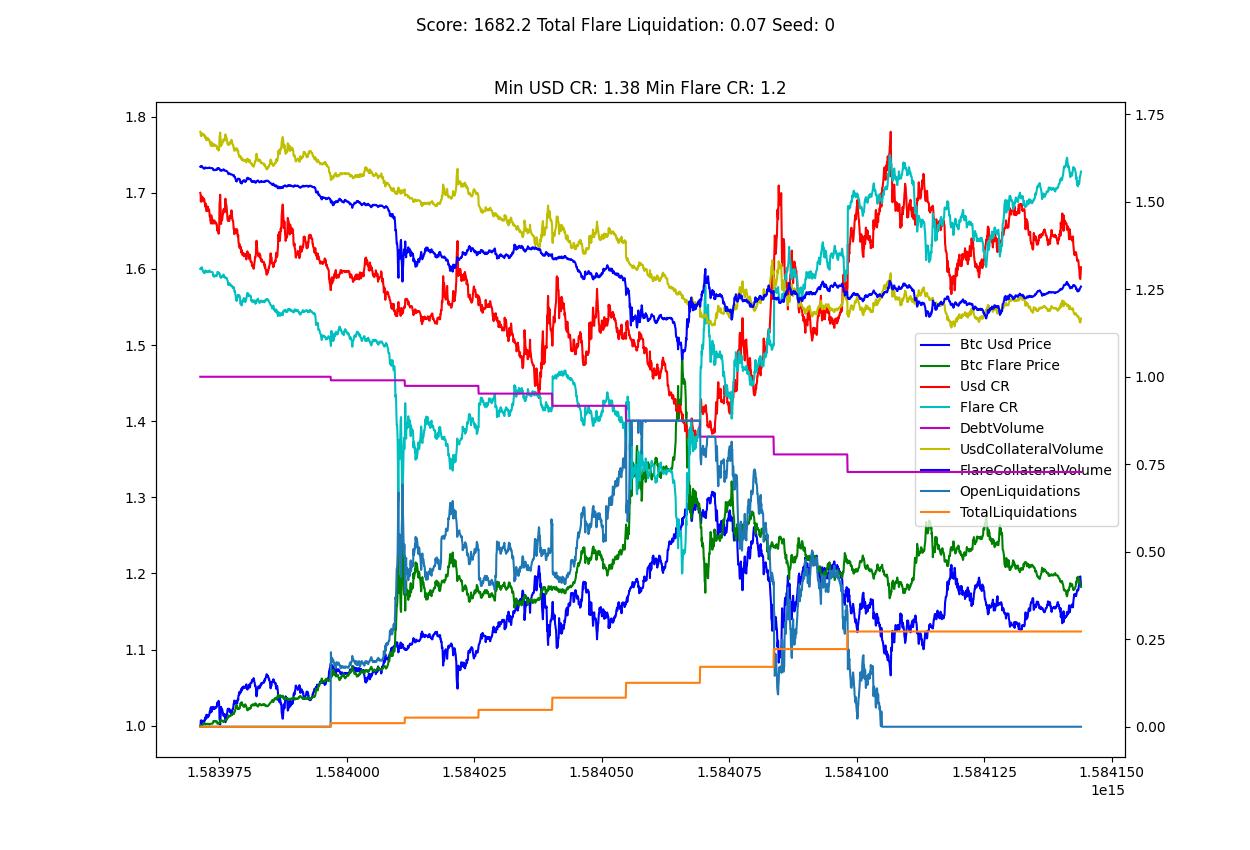 Score: 1682.2 Total Flare Liquidation: 0.07 Seed: 0
Min USD CR: 1.38 Min Flare CR: 1.2
1.8
1.7
1.6
1.5
1.4
1.3
1.2
1.1
1.0
1.75
1.50
1.25
1.00
0.75
0.50
0.25
0.00
Btc Usd Price
Btc Flare Price
Usd CR
Flare CR
DebtVolume
UsdCollateralVolume
FlareCollateralVolume
OpenLiquidations
TotalLiquidations
1.583975 1.584000 1.584025 1.584050 1.584075 1.584100 1.584125 1.584150
1e15